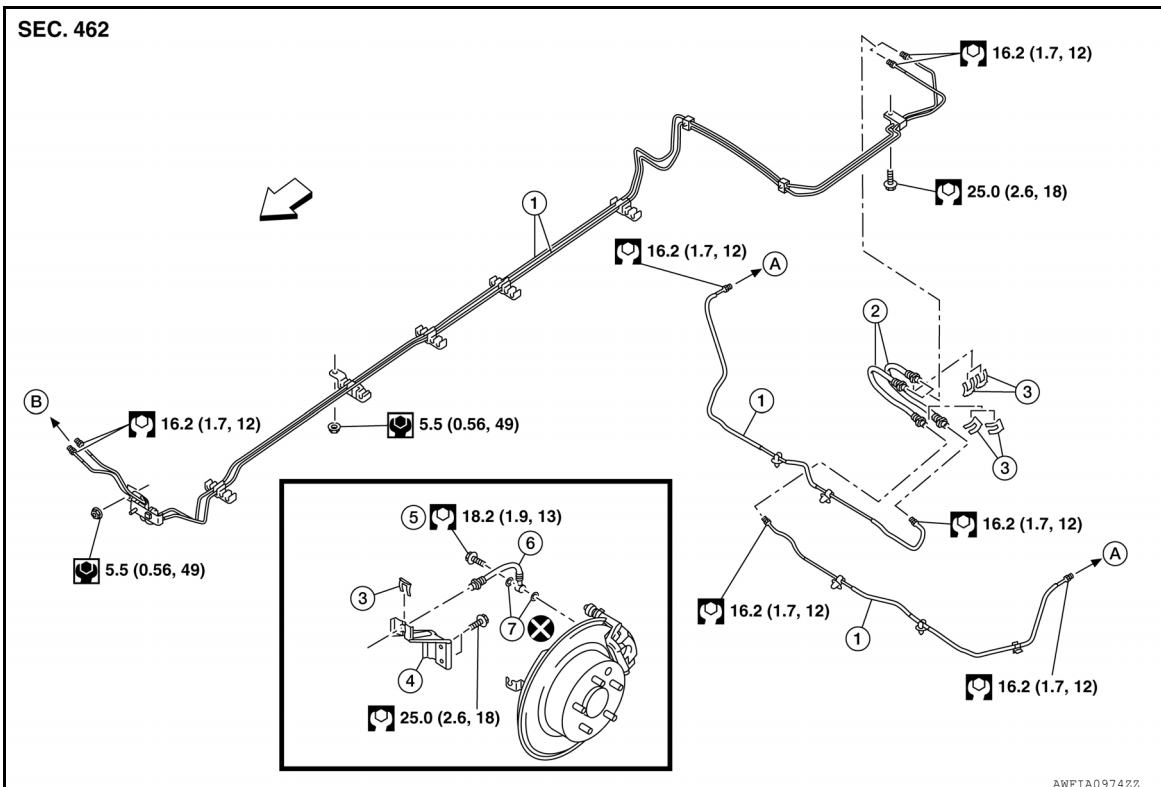 SEC. 462
16.2 (1.7, 12)
25.0 (2.6, 18)
1
16.2 (1.7, 12)
A
2
3
B
16.2 (1.7, 12)
5.5 (0.56, 49)
1
3
5.5 (0.56, 49)
5
18.2 (1.9, 13)
6
16.2 (1.7, 12)
A
3
7
16.2 (1.7, 12)
1
4
25.0 (2.6, 18)
16.2 (1.7, 12)
AWFIA0974ZZ